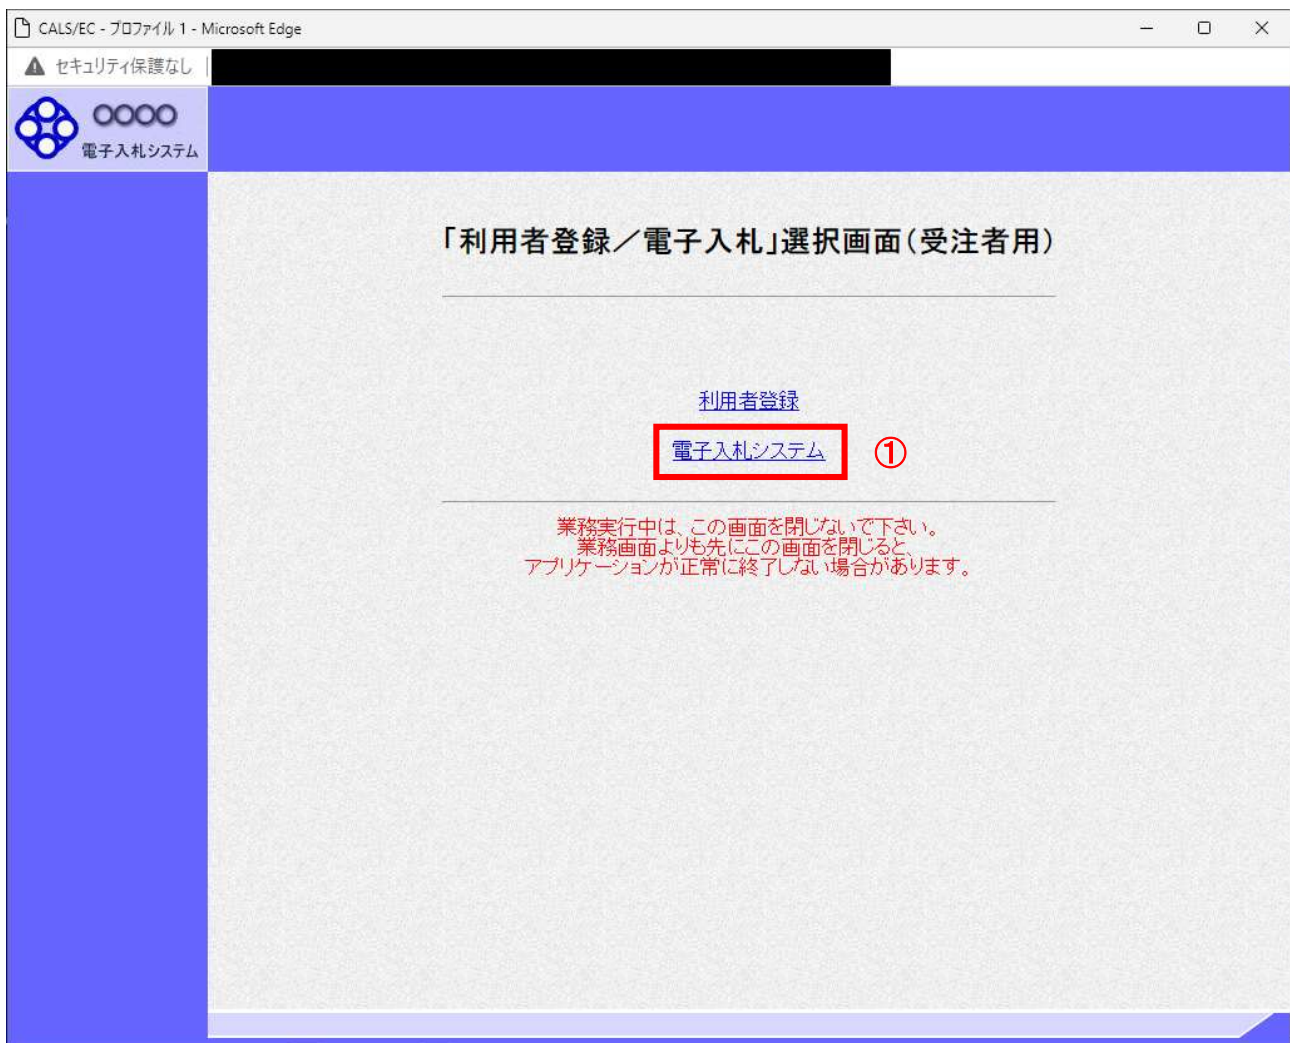 CALS/EC - プロファイル 1 - Microsoft Edge
セキュリティ保護なし
○○○○
電子入札システム
「利用者登録／電子入札」選択画面(受注者用)
利用者登録
電子入札システム
①
業務実行中は、この画面を閉じないで下さい。
業務画面よりも先にこの画面を閉じると、
アプリケーションが正常に終了しない場合があります。